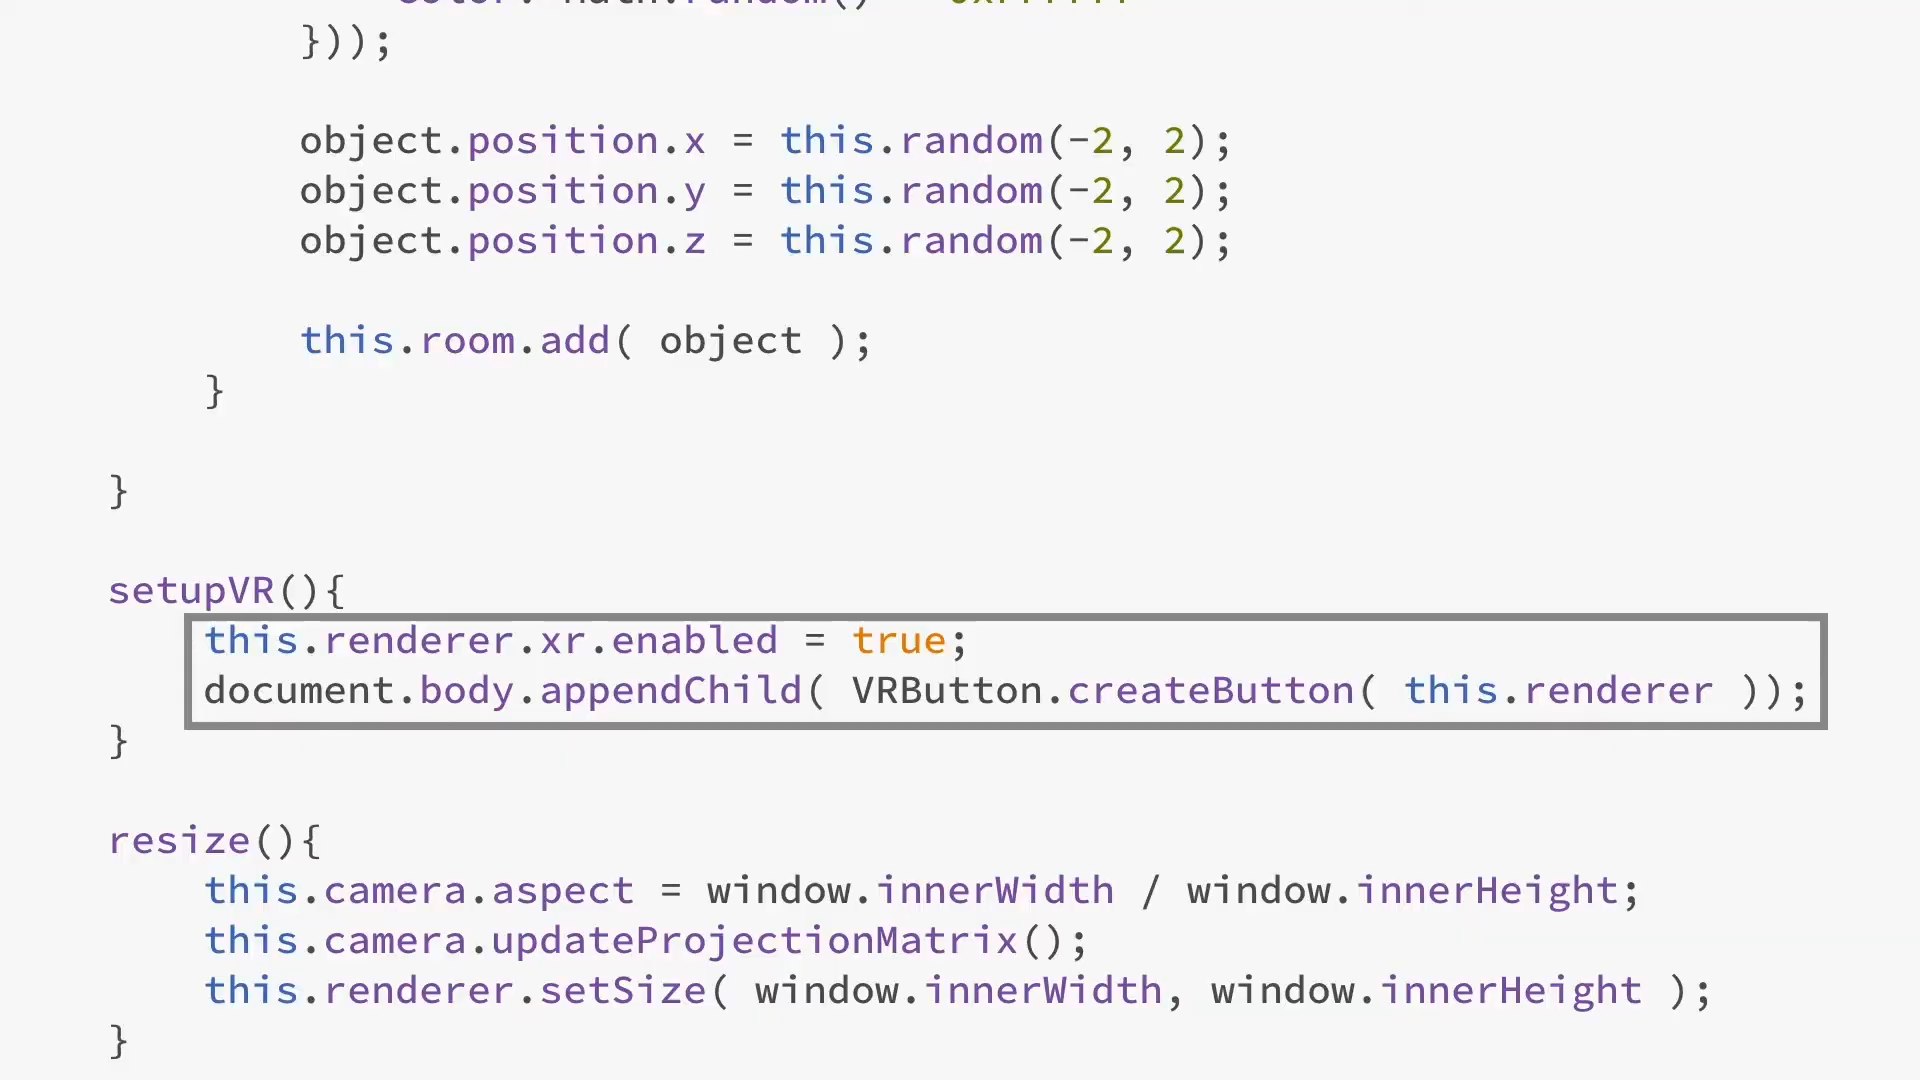 }));
object.position.x = this.random(-2, 2);
object.position.y = this.random(-2, 2);
object.position.z = this.random(-2, 2);
this.room.add( object );
}
}
setupVR(){
this.renderer.xr.enabled = true;
document.body.appendChild( VRButton.createButton( this.renderer ));
}
resize(){
this.camera.aspect = window.innerWidth / window.innerHeight;
this.camera.updateProjectionMatrix();
this.renderer.setSize( window.innerWidth, window.innerHeight );
}